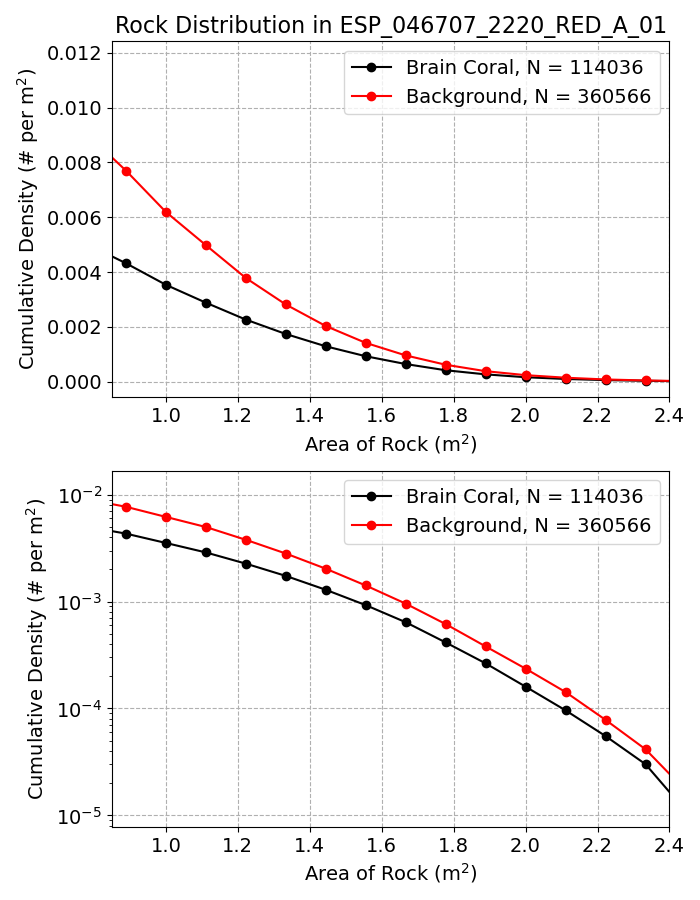 Rock Distribution in ESP_046707_2220_RED_A_01
Cumulative Density (# per m²)
0.012
0.010
0.008
0.006
0.004
0.002
0.000
Brain Coral, N = 114036
Background, N = 360566
1.0 1.2 1.4 1.6 1.8 2.0 2.2 2.4
Area of Rock (m²)
Cumulative Density (# per m²)
10⁻²
10⁻³
10⁻⁴
10⁻⁵
Brain Coral, N = 114036
Background, N = 360566
1.0 1.2 1.4 1.6 1.8 2.0 2.2 2.4
Area of Rock (m²)